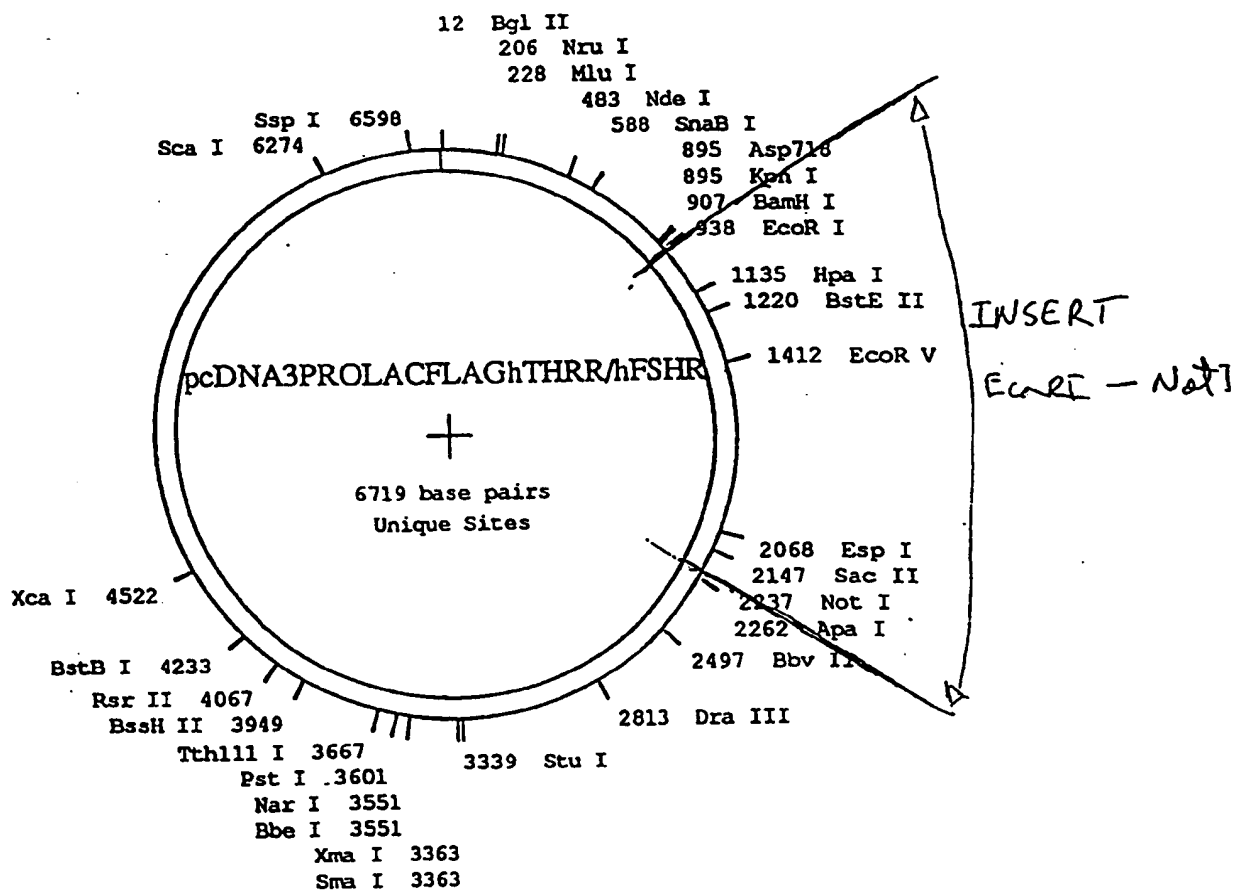 12 Bgl II
206 Nru I
228 Mlu I
483 Nde I
588 SnaB I
895 Asp718
895 Kpn I
907 BamH I
938 EcoR I
1135 Hpa I
1220 BstE II
1412 EcoR V
Ssp I 6598
Sca I 6274
INSERT
EcoRI — NotI
pcDNA3PROLACFLAGhTHRR/hFSHR
6719 base pairs
Unique Sites
2068 Esp I
2147 Sac II
2237 Not I
2262 Apa I
2497 Bbv II
2813 Dra III
3339 Stu I
Xca I 4522
BstB I 4233
Rsr II 4067
BssH II 3949
Tth111 I 3667
Pst I 3601
Nar I 3551
Bbe I 3551
Xma I 3363
Sma I 3363